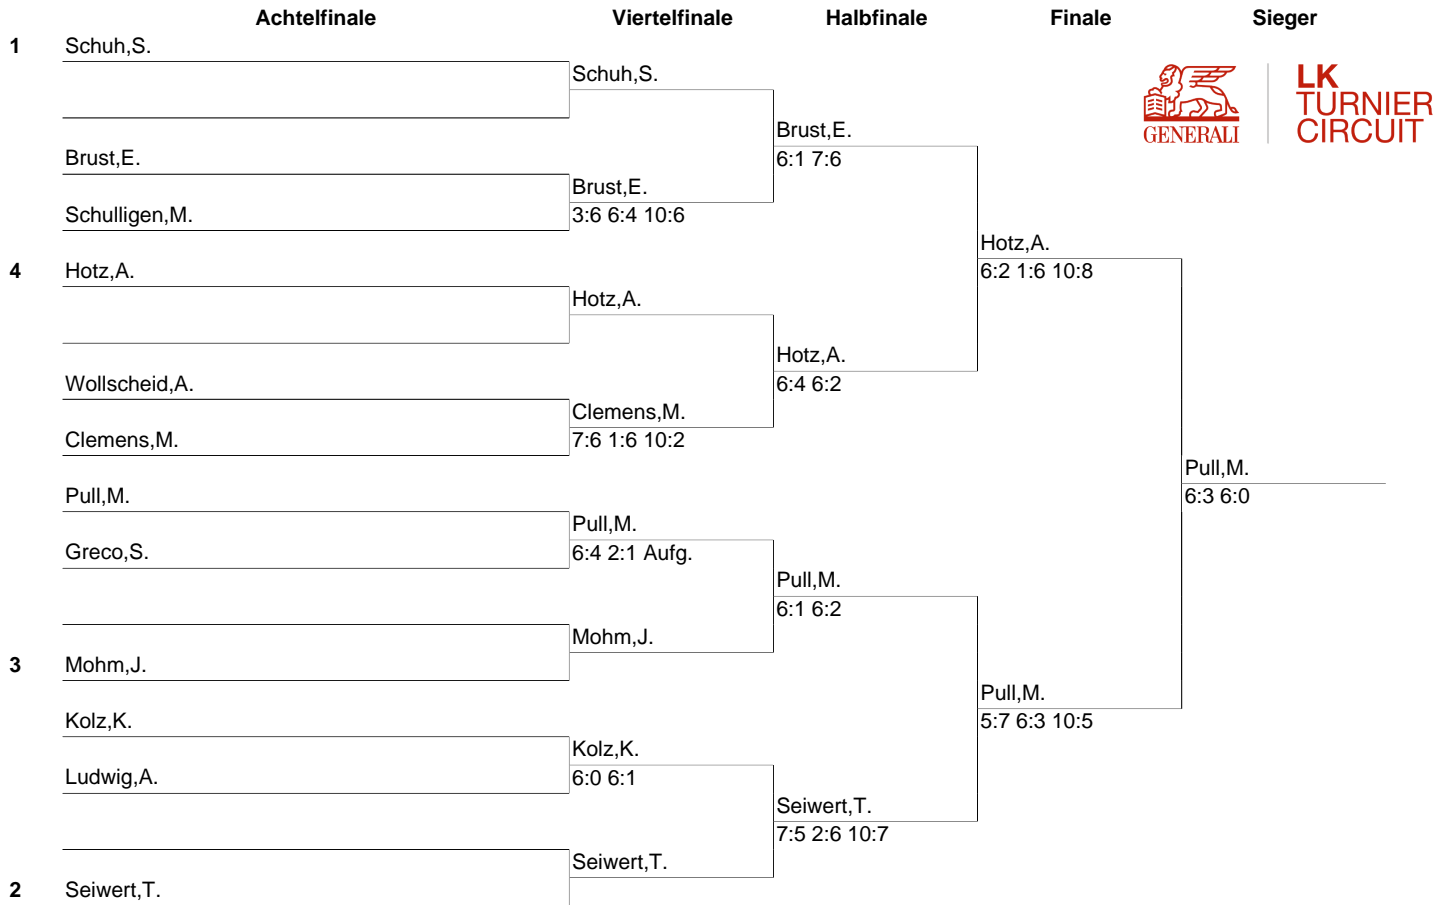 Achtelfinale Viertelfinale Halbfinale Finale Sieger
1 Schuh,S.
Schuh,S.
LK
TURNIER
CIRCUIT
GENERALI
Brust,E.
6:1 7:6
Brust,E.
Brust,E.
3:6 6:4 10:6
Schulligen,M.
Hotz,A.
6:2 1:6 10:8
4 Hotz,A.
Hotz,A.
Hotz,A.
6:4 6:2
Wollscheid,A.
Clemens,M.
7:6 1:6 10:2
Clemens,M.
Pull,M.
6:3 6:0
Pull,M.
Pull,M.
6:4 2:1 Aufg.
Greco,S.
Pull,M.
6:1 6:2
Mohm,J.
3 Mohm,J.
Pull,M.
5:7 6:3 10:5
Kolz,K.
Kolz,K.
6:0 6:1
Ludwig,A.
Seiwert,T.
7:5 2:6 10:7
Seiwert,T.
2 Seiwert,T.